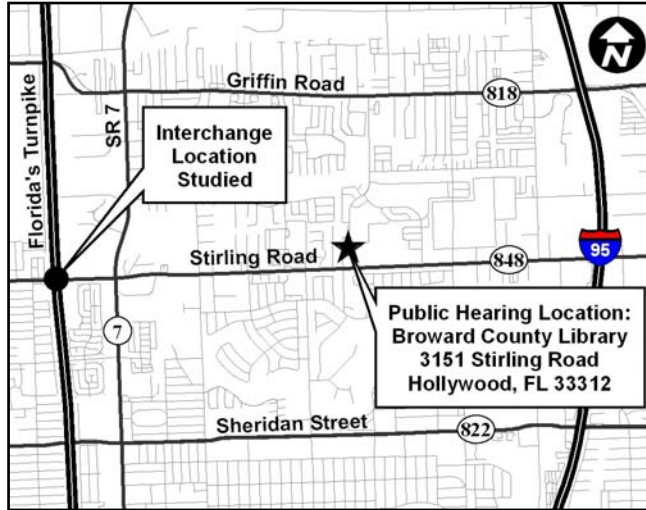 N
Griffin Road
818
Florida's Turnpike
SR 7
Interchange
Location
Studied
Stirling Road
848
95
Public Hearing Location:
Broward County Library
3151 Stirling Road
Hollywood, FL 33312
7
Sheridan Street
822